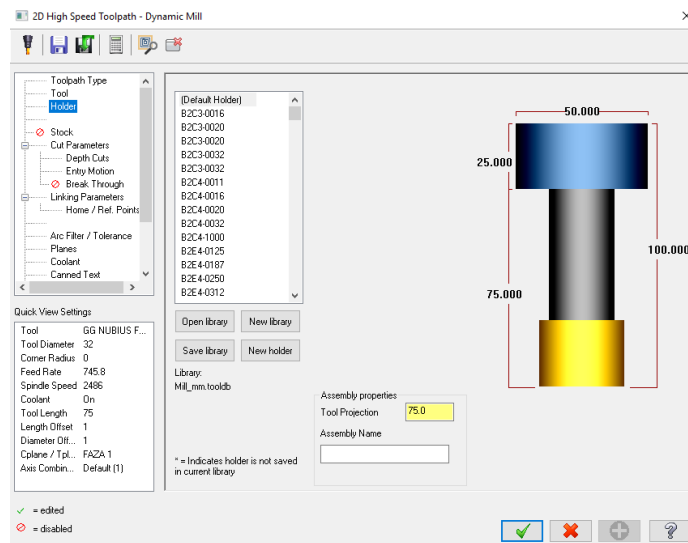 2D High Speed Toolpath - Dynamic Mill
Toolpath Type
Tool
Holder
Stock
Cut Parameters
Depth Cuts
Entry Motion
Break Through
Linking Parameters
Home / Ref. Points
Arc Filter / Tolerance
Planes
Coolant
Canned Text
Quick View Settings
Tool GG NUBIUS F...
Tool Diameter 32
Corner Radius 0
Feed Rate 745.8
Spindle Speed 2486
Coolant On
Tool Length 75
Length Offset 1
Diameter Off... 1
Cplane / Tpl... FAZA 1
Axis Combin... Default (1)
✓ = edited
= disabled
(Default Holder)
B2C3-0016
B2C3-0020
B2C3-0020
B2C3-0032
B2C3-0032
B2C4-0011
B2C4-0016
B2C4-0020
B2C4-0032
B2C4-1000
B2E4-0125
B2E4-0187
B2E4-0250
B2E4-0312
Open library New library
Save library New holder
Library:
Mill_mm.tooldb
* = Indicates holder is not saved
in current library
Assembly properties
Tool Projection 75.0
Assembly Name
50.000
25.000
100.000
75.000